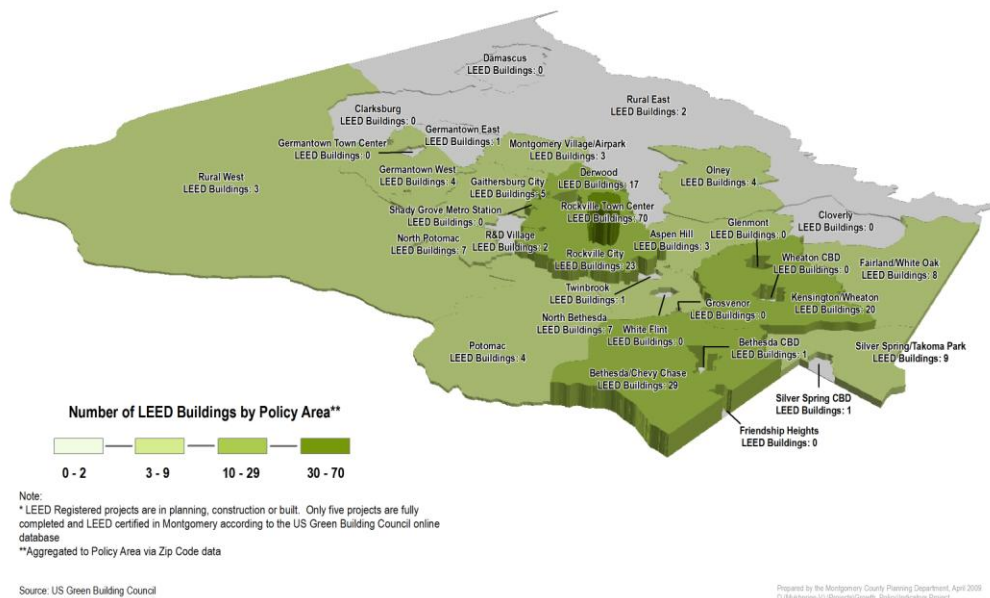 Damascus
LEED Buildings: 0
Rural East
LEED Buildings: 2
Clarksburg
LEED Buildings: 0
Germantown East
LEED Buildings: 1
Germantown Town Center
LEED Buildings: 0
Montgomery Village/Airpark
LEED Buildings: 3
Rural West
LEED Buildings: 3
Germantown West
LEED Buildings: 4
Derwood
LEED Buildings: 17
Olney
LEED Buildings: 4
Gaithersburg City
LEED Buildings: 5
Shady Grove Metro Station
LEED Buildings: 0
Rockville Town Center
LEED Buildings: 70
Cloverly
LEED Buildings: 0
Glenmont
LEED Buildings: 0
North Potomac
LEED Buildings: 7
R&D Village
LEED Buildings: 2
Aspen Hill
LEED Buildings: 3
Rockville City
LEED Buildings: 23
Wheaton CBD
LEED Buildings: 0
Fairland/White Oak
LEED Buildings: 8
Twinbrook
LEED Buildings: 1
Kensington/Wheaton
LEED Buildings: 20
Grosvenor
LEED Buildings: 0
North Bethesda
LEED Buildings: 7
White Flint
LEED Buildings: 0
Bethesda CBD
LEED Buildings: 1
Silver Spring/Takoma Park
LEED Buildings: 9
Potomac
LEED Buildings: 4
Bethesda/Chevy Chase
LEED Buildings: 29
Silver Spring CBD
LEED Buildings: 1
Friendship Heights
LEED Buildings: 0
Number of LEED Buildings by Policy Area**
0 - 2
3 - 9
10 - 29
30 - 70
Note:
* LEED Registered projects are in planning, construction or built. Only five projects are fully
completed and LEED certified in Montgomery according to the US Green Building Council online
database
**Aggregated to Policy Area via Zip Code data
Source: US Green Building Council
Prepared by the Montgomery County Planning Department, April 2009